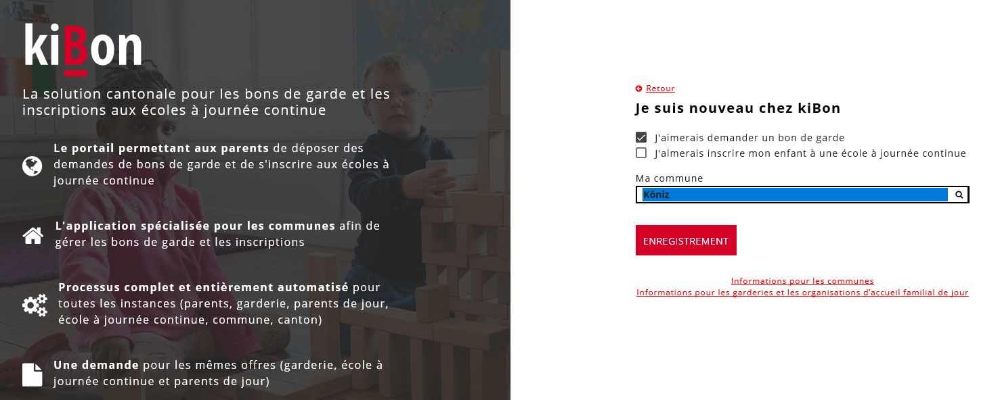 kiBon
La solution cantonale pour les bons de garde et les
inscriptions aux écoles à journée continue
Le portail permettant aux parents de déposer des
demandes de bons de garde et de s'inscrire aux écoles à
journée continue
L'application spécialisée pour les communes afin de
gérer les bons de garde et les inscriptions
Processus complet et entièrement automatisé pour
toutes les instances (parents, garderie, parents de jour,
école à journée continue, commune, canton)
Une demande pour les mêmes offres (garderie, école à
journée continue et parents de jour)
Retour
Je suis nouveau chez kiBon
J'aimerais demander un bon de garde
J'aimerais inscrire mon enfant à une école à journée continue
Ma commune
Köniz
ENREGISTREMENT
Informations pour les communes
Informations pour les garderies et les organisations d'accueil familial de jour